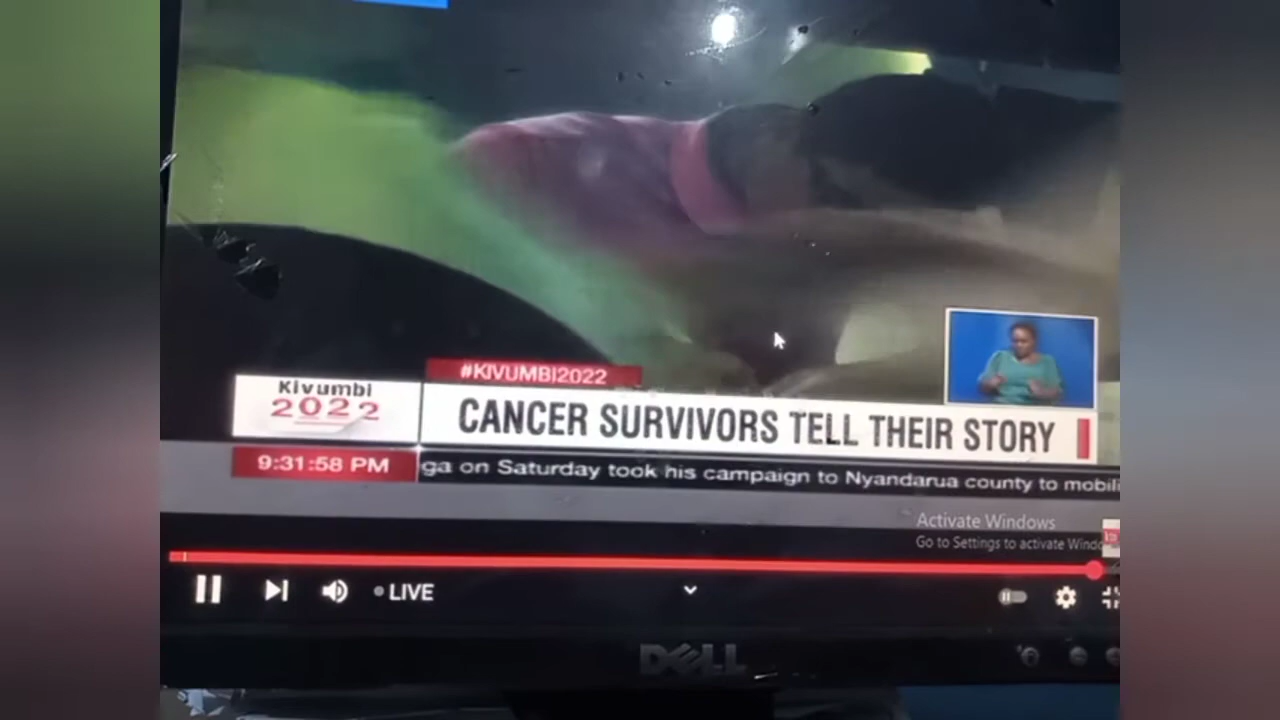 #KIVUMBI2022
Kivumbi
2022
CANCER SURVIVORS TELL THEIR STORY
9:31:58 PM
ga on Saturday took his campaign to Nyandarua county to mobili
Activate Windows
Go to Settings to activate Windo
LIVE
DELL